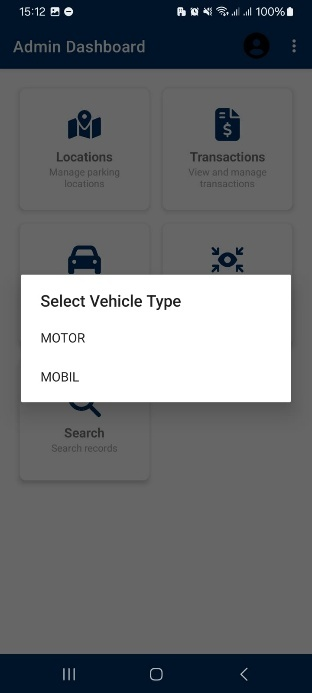 15:12
100%
Admin Dashboard
Locations
Manage parking
locations
Transactions
View and manage
transactions
Select Vehicle Type
MOTOR
MOBIL
Search
Search records